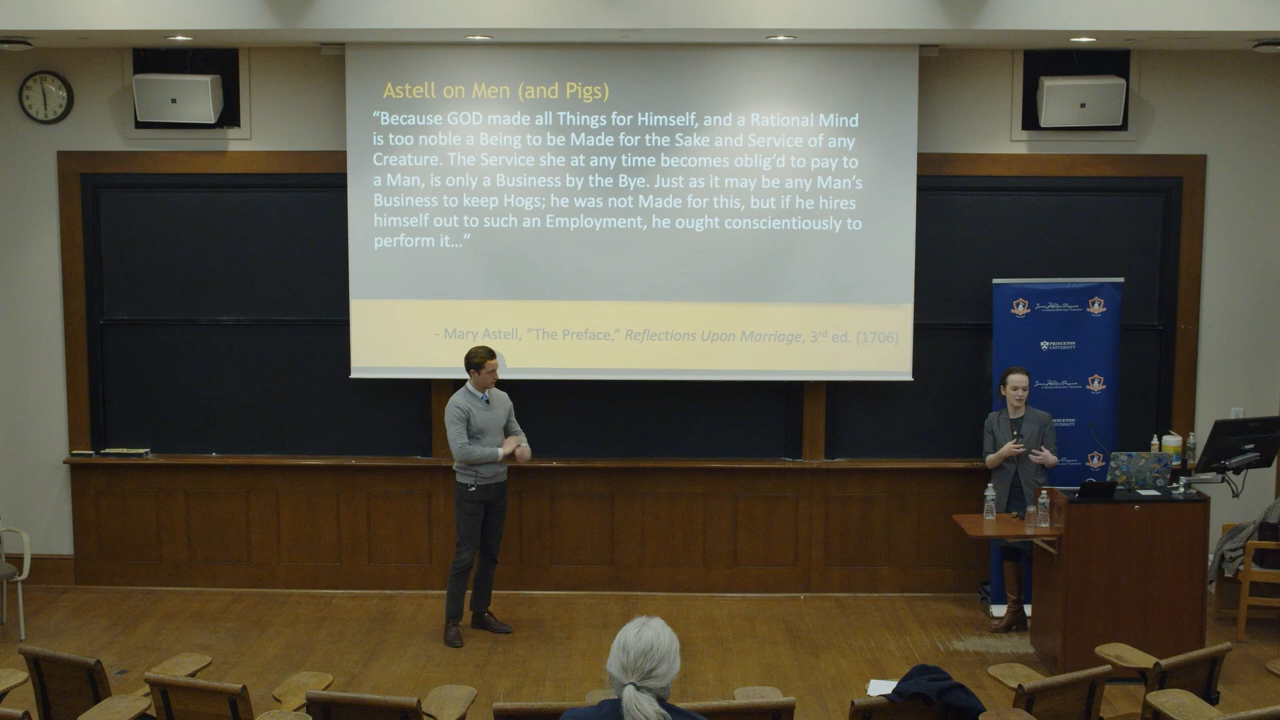 Astell on Men (and Pigs)
“Because GOD made all Things for Himself, and a Rational Mind
is too noble a Being to be Made for the Sake and Service of any
Creature. The Service she at any time becomes oblig’d to pay to
a Man, is only a Business by the Bye. Just as it may be any Man’s
Business to keep Hogs; he was not Made for this, but if he hires
himself out to such an Employment, he ought conscientiously to
perform it…”
- Mary Astell, “The Preface,” Reflections Upon Marriage, 3rd ed. (1706)
PRINCETON
UNIVERSITY
PRINCETON
UNIVERSITY